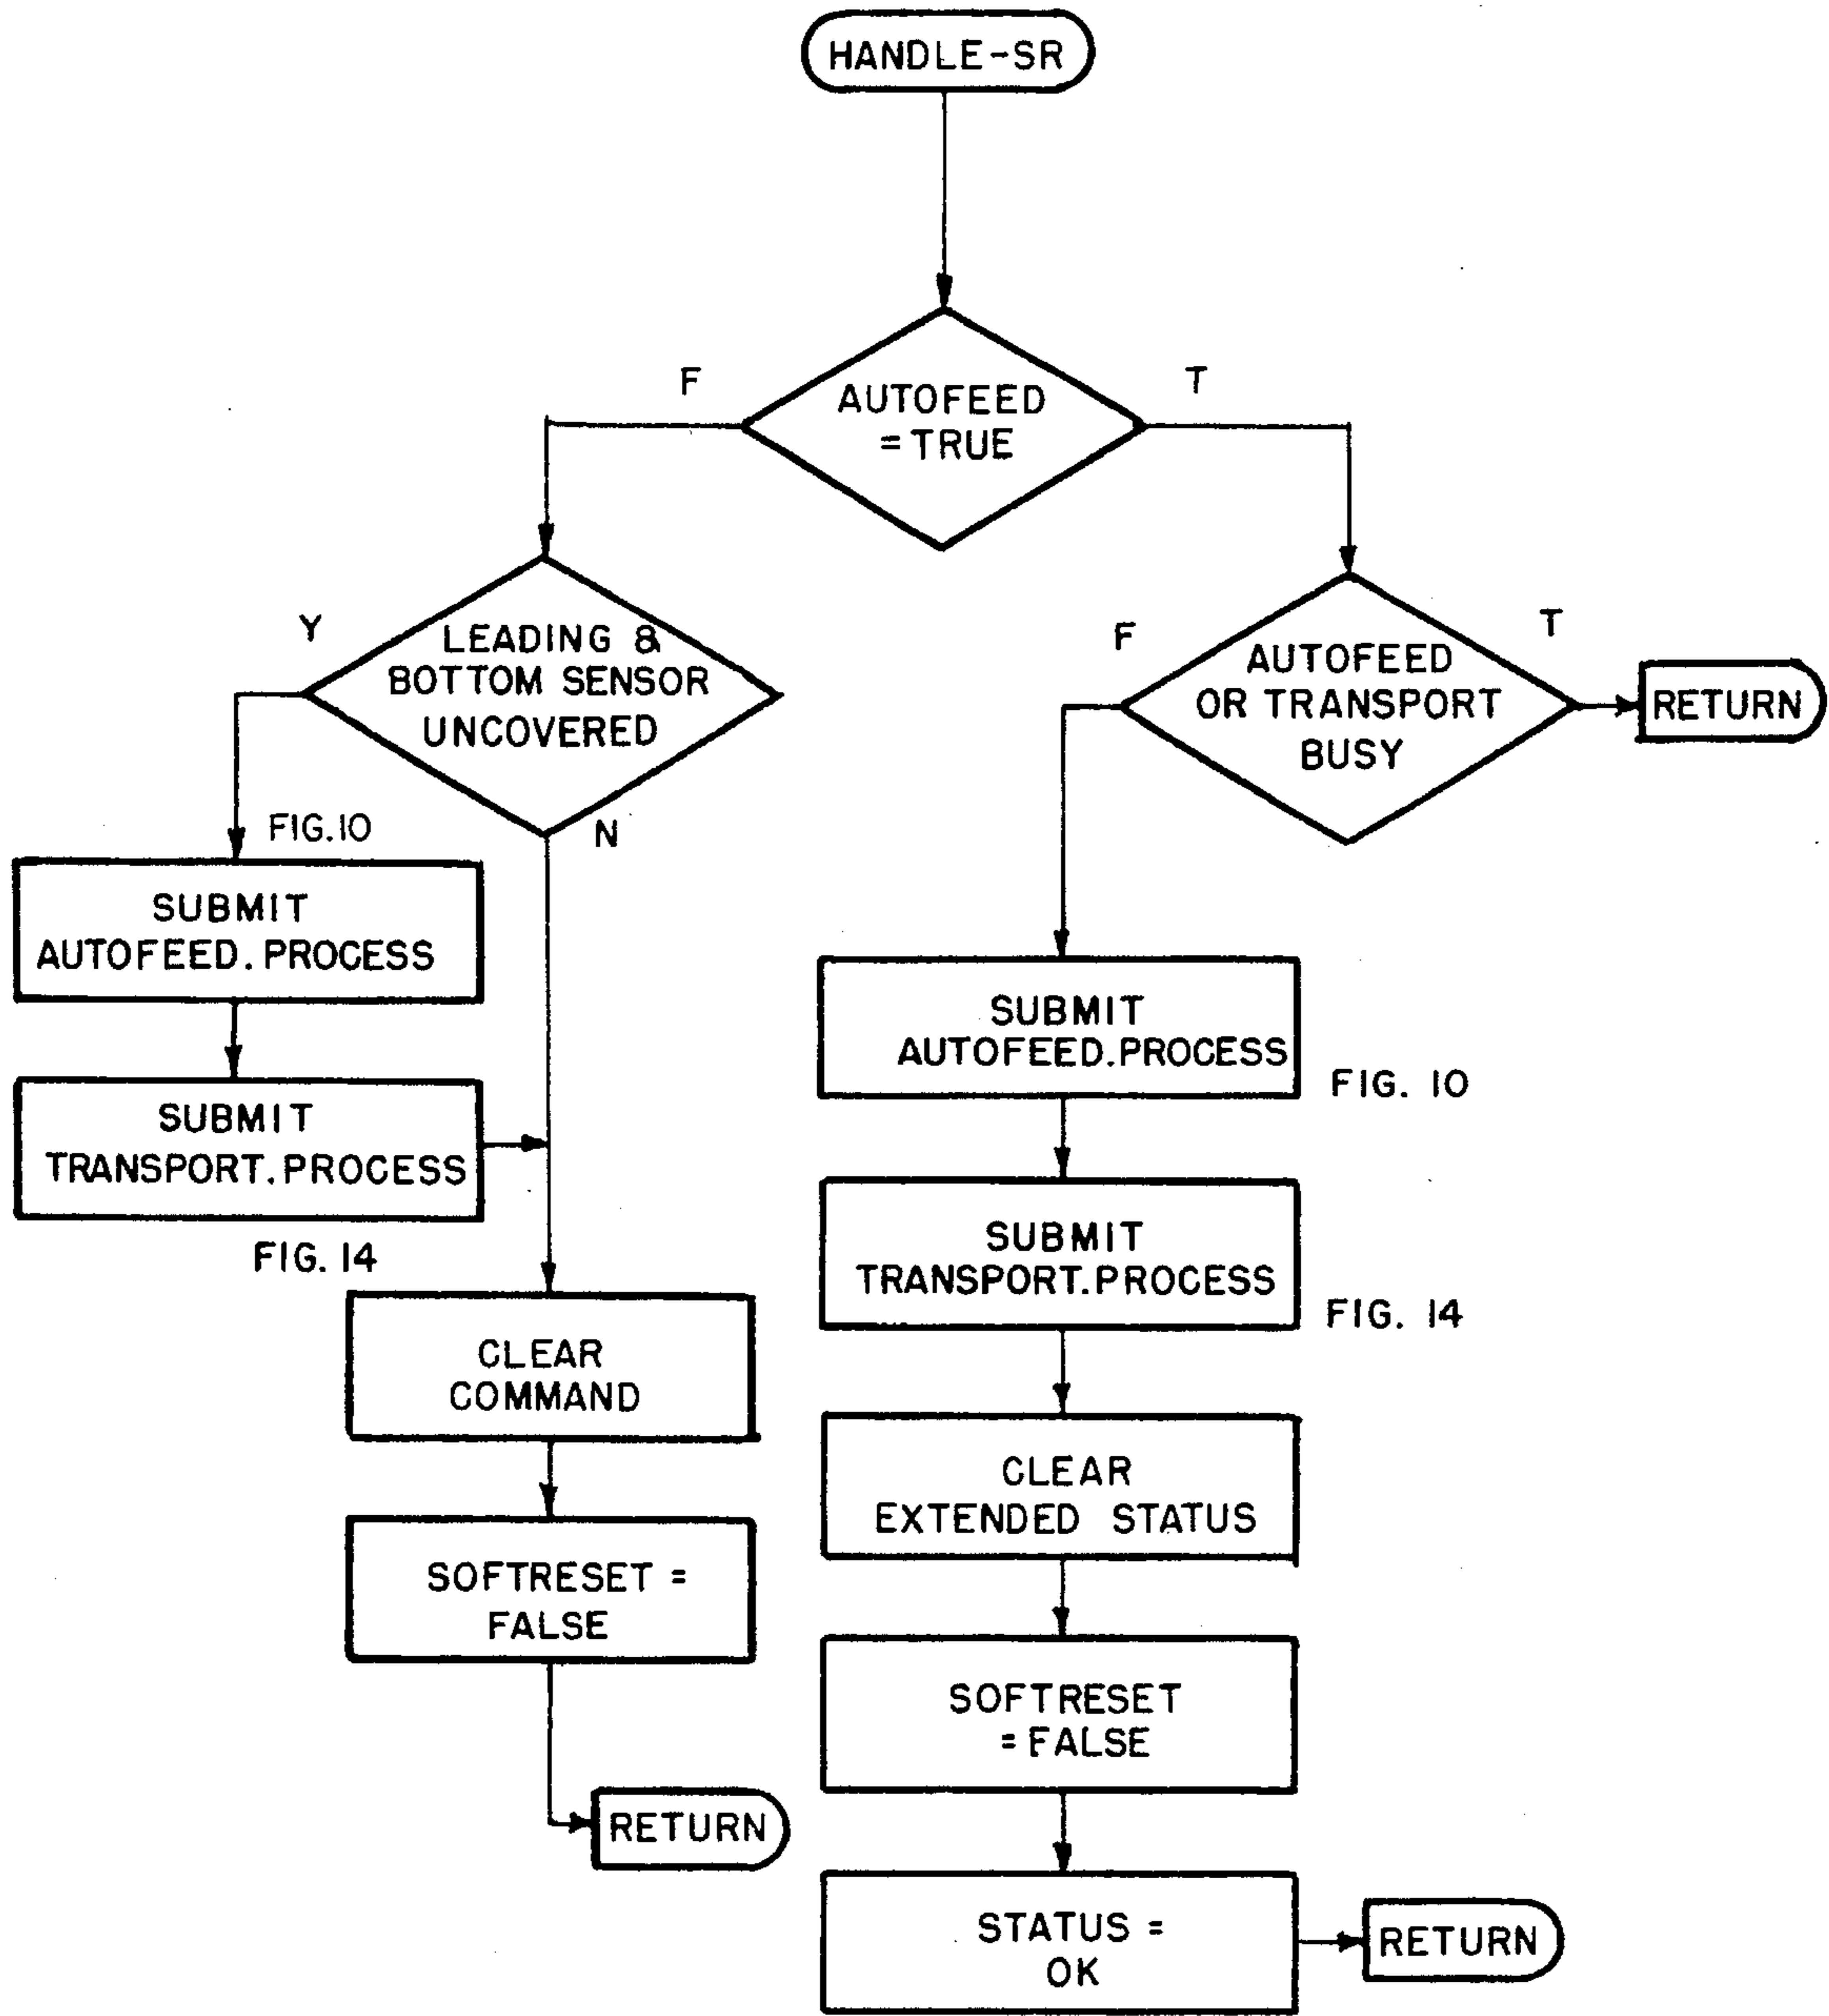 HANDLE-SR
F
AUTOFEED
= TRUE
T
Y
LEADING &
BOTTOM SENSOR
UNCOVERED
N
F
AUTOFEED
OR TRANSPORT
BUSY
T
RETURN
FIG. 10
SUBMIT
AUTOFEED. PROCESS
SUBMIT
TRANSPORT. PROCESS
FIG. 14
CLEAR
COMMAND
SOFTRESET =
FALSE
RETURN
SUBMIT
AUTOFEED. PROCESS
FIG. 10
SUBMIT
TRANSPORT. PROCESS
FIG. 14
CLEAR
EXTENDED STATUS
SOFTRESET
= FALSE
STATUS =
OK
RETURN